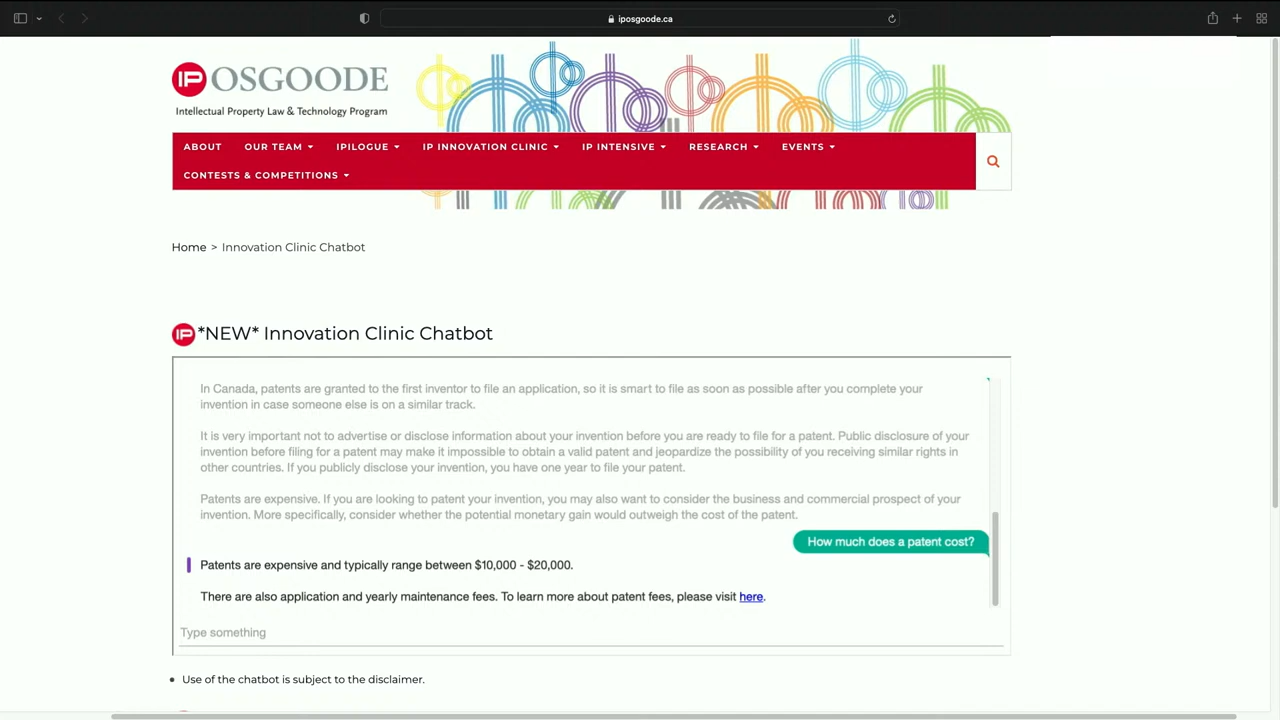 iposgoode.ca
IP OSGOODE
Intellectual Property Law & Technology Program
ABOUT OUR TEAM IPILOGUE IP INNOVATION CLINIC IP INTENSIVE RESEARCH EVENTS
CONTESTS & COMPETITIONS
Home > Innovation Clinic Chatbot
IP *NEW* Innovation Clinic Chatbot
In Canada, patents are granted to the first inventor to file an application, so it is smart to file as soon as possible after you complete your
invention in case someone else is on a similar track.
It is very important not to advertise or disclose information about your invention before you are ready to file for a patent. Public disclosure of your
invention before filing for a patent may make it impossible to obtain a valid patent and jeopardize the possibility of you receiving similar rights in
other countries. If you publicly disclose your invention, you have one year to file your patent.
Patents are expensive. If you are looking to patent your invention, you may also want to consider the business and commercial prospect of your
invention. More specifically, consider whether the potential monetary gain would outweigh the cost of the patent.
How much does a patent cost?
Patents are expensive and typically range between $10,000 - $20,000.
There are also application and yearly maintenance fees. To learn more about patent fees, please visit here.
Type something
• Use of the chatbot is subject to the disclaimer.